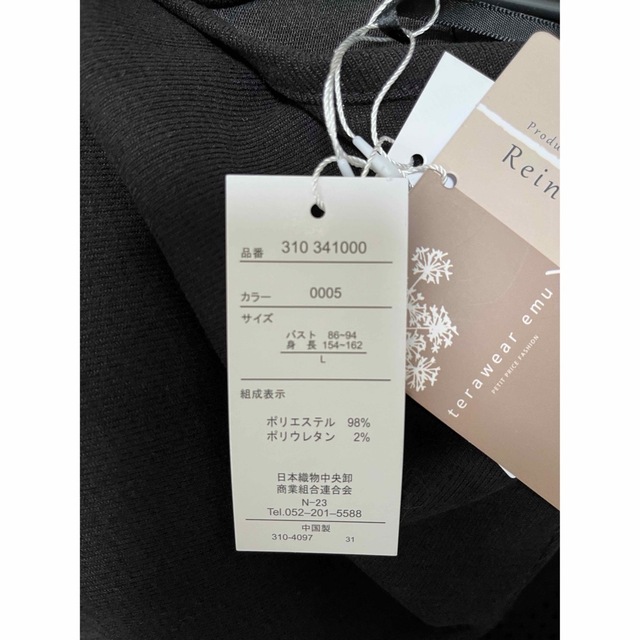 品番 310 341000
カラー 0005
サイズ
バスト 86~94
身 長 154~162
L
組成表示
ポリエステル 98%
ポリウレタン 2%
日本織物中央卸
商業組合連合会
N-23
Tel.052-201-5588
中国製
310-4097 31
Produ
Rein
terawear emu
PETIT PRICE FASHION